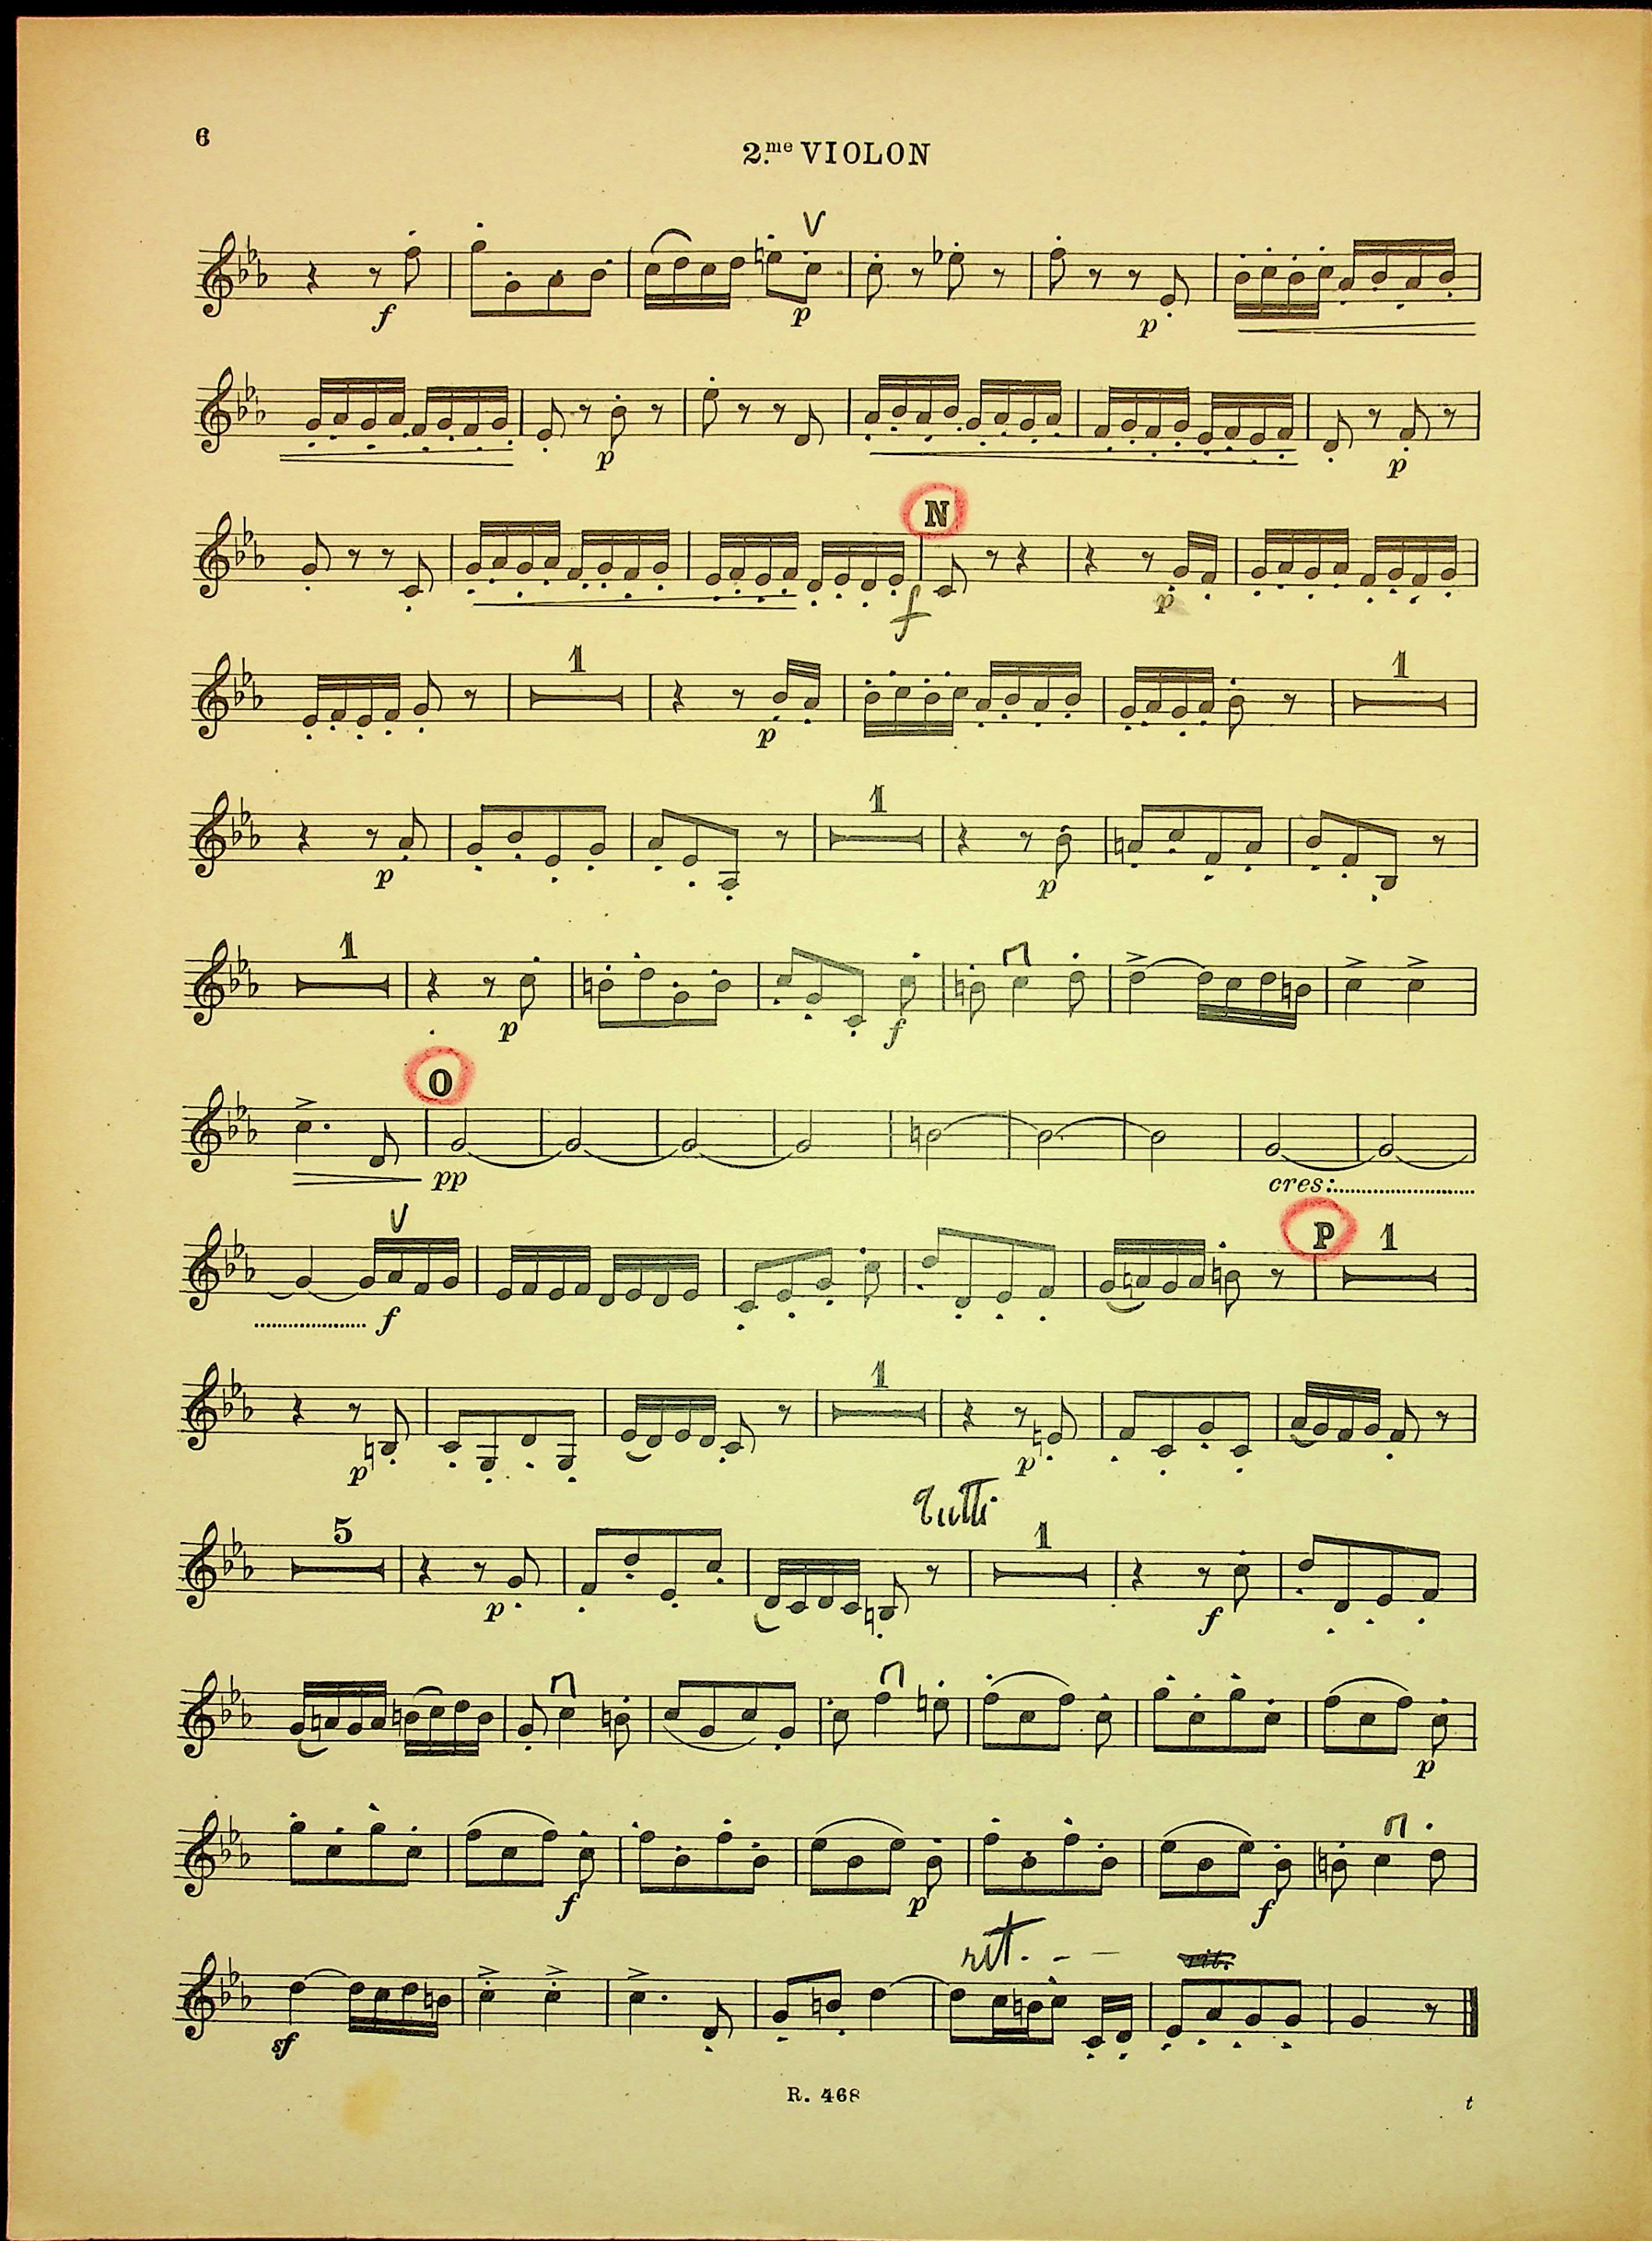 6
2.me VIOLON
V
f p p
p p
N
f p
1 1
p
1
p p
1
p f
O
pp cres:
V P 1
f
1
p p
Tutti
5 1
p f
p
f p f
rit. - - rit.
sf
R. 468
t